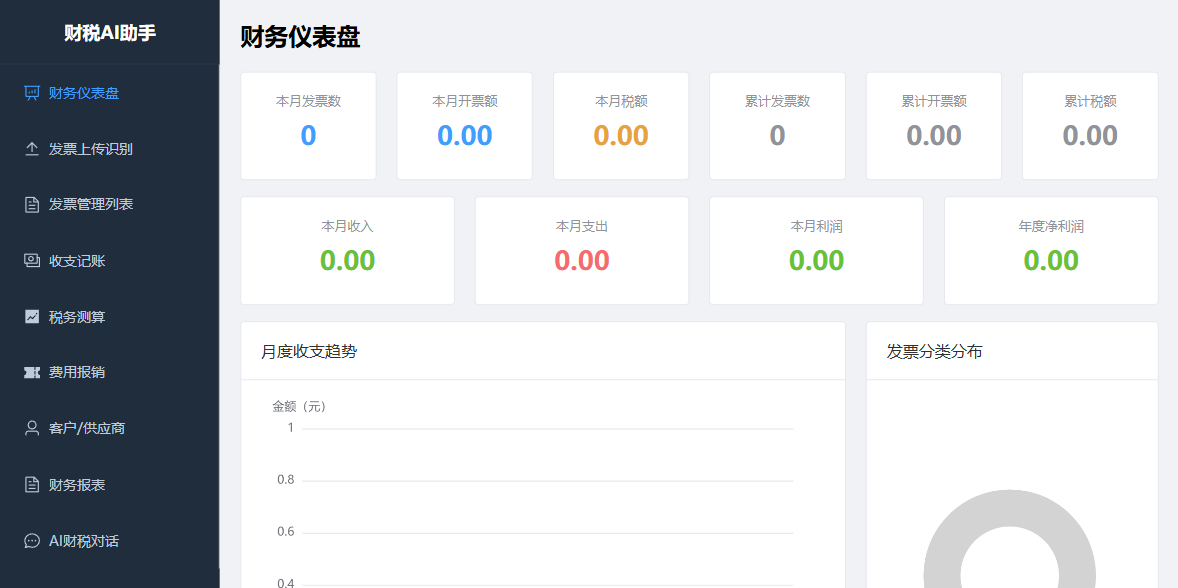 财税AI助手
财务仪表盘
发票上传识别
发票管理列表
收支记账
税务测算
费用报销
客户/供应商
财务报表
AI财税对话
财务仪表盘
本月发票数
0
本月开票额
0.00
本月税额
0.00
累计发票数
0
累计开票额
0.00
累计税额
0.00
本月收入
0.00
本月支出
0.00
本月利润
0.00
年度净利润
0.00
月度收支趋势
金额（元）
1
0.8
0.6
0.4
发票分类分布